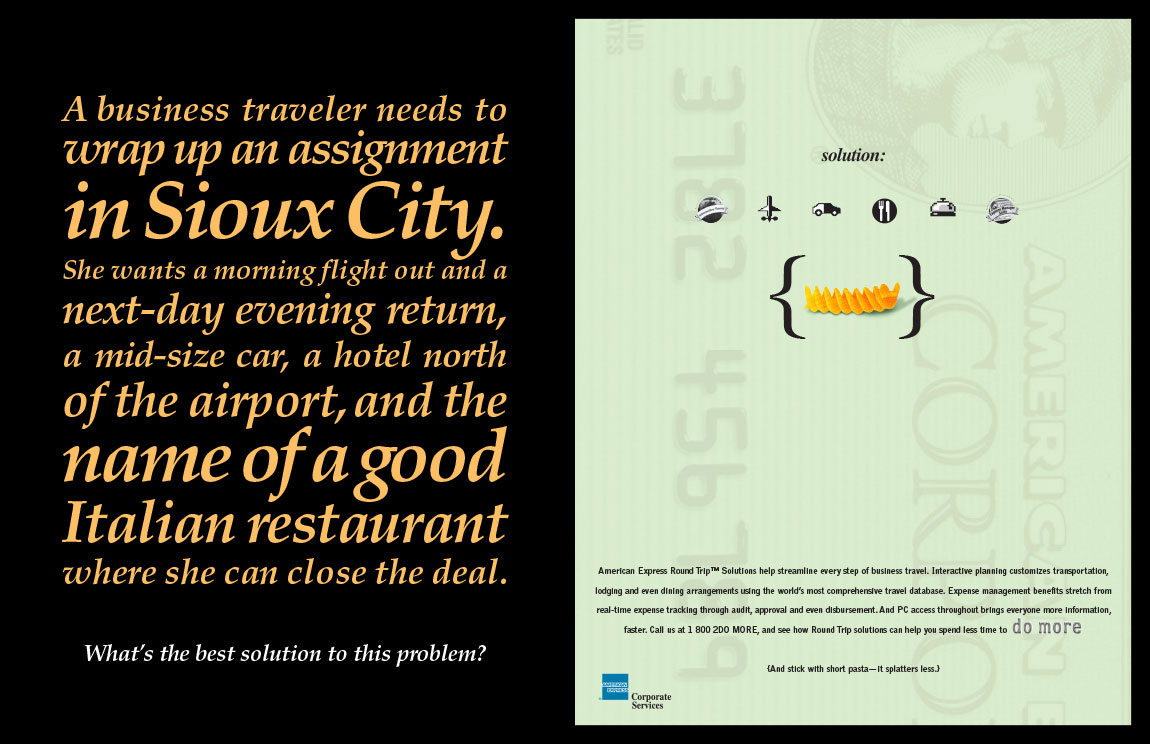 A business traveler needs to
wrap up an assignment
in Sioux City.
She wants a morning flight out and a
next-day evening return,
a mid-size car, a hotel north
of the airport, and the
name of a good
Italian restaurant
where she can close the deal.
What's the best solution to this problem?
solution:
3782 456789
CORPO
AMERICAN E
American Express Round Trip™ Solutions help streamline every step of business travel. Interactive planning customizes transportation,
lodging and even dining arrangements using the world's most comprehensive travel database. Expense management benefits stretch from
real-time expense tracking through audit, approval and even disbursement. And PC access throughout brings everyone more information,
faster. Call us at 1 800 2DO MORE, and see how Round Trip solutions can help you spend less time to do more
{And stick with short pasta—it splatters less.}
AMERICAN
EXPRESS
Corporate
Services